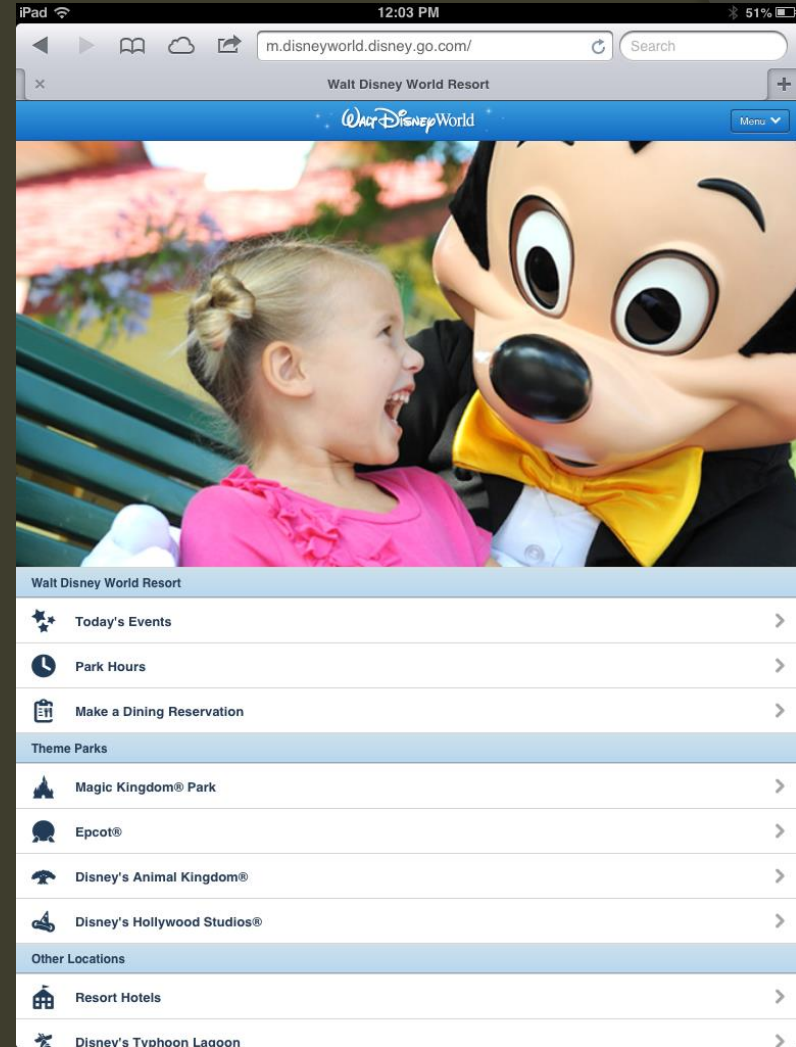 iPad 12:03 PM 51%
m.disneyworld.disney.go.com/ Search
Walt Disney World Resort
Walt Disney World Menu
Walt Disney World Resort
Today's Events
Park Hours
Make a Dining Reservation
Theme Parks
Magic Kingdom® Park
Epcot®
Disney's Animal Kingdom®
Disney's Hollywood Studios®
Other Locations
Resort Hotels
Disney's Typhoon Lagoon